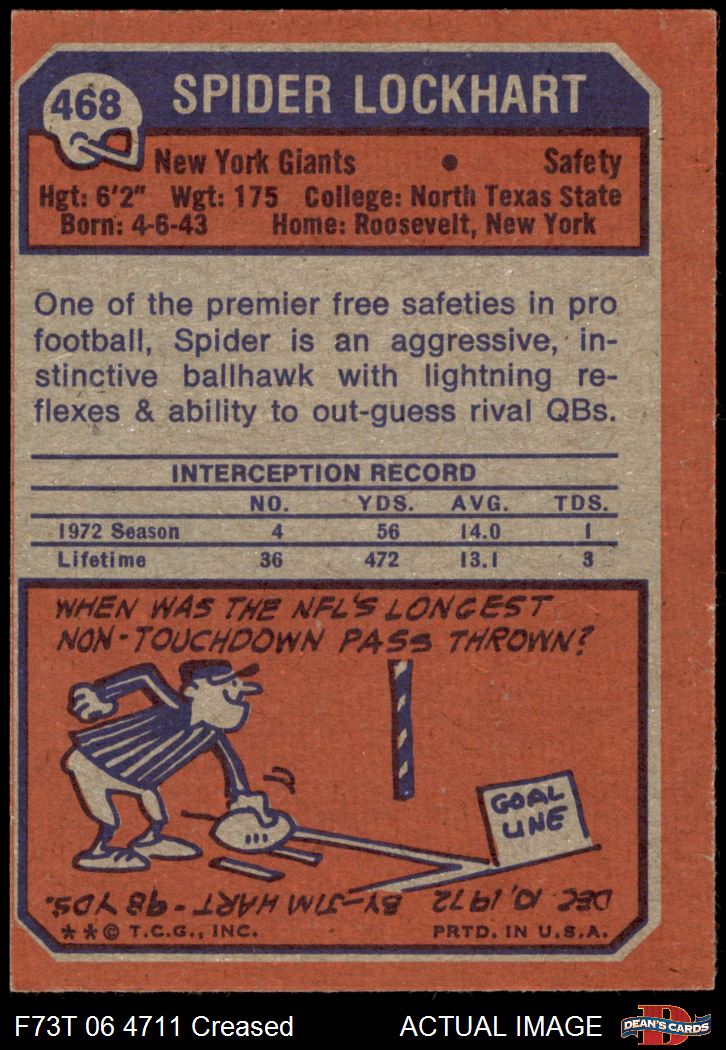 468 SPIDER LOCKHART
New York Giants • Safety
Hgt: 6'2" Wgt: 175 College: North Texas State
Born: 4-6-43 Home: Roosevelt, New York
One of the premier free safeties in pro
football, Spider is an aggressive, in-
stinctive ballhawk with lightning re-
flexes & ability to out-guess rival QBs.
INTERCEPTION RECORD
NO. YDS. AVG. TDS.
1972 Season 4 56 14.0 1
Lifetime 36 472 13.1 3
WHEN WAS THE NFL'S LONGEST
NON-TOUCHDOWN PASS THROWN?
GOAL
LINE
DEC. 10, 1972 BY-JIM HART-98 YDS.
**© T.C.G., INC. PRTD. IN U.S.A.
F73T 06 4711 Creased ACTUAL IMAGE
D
DEAN'S CARDS